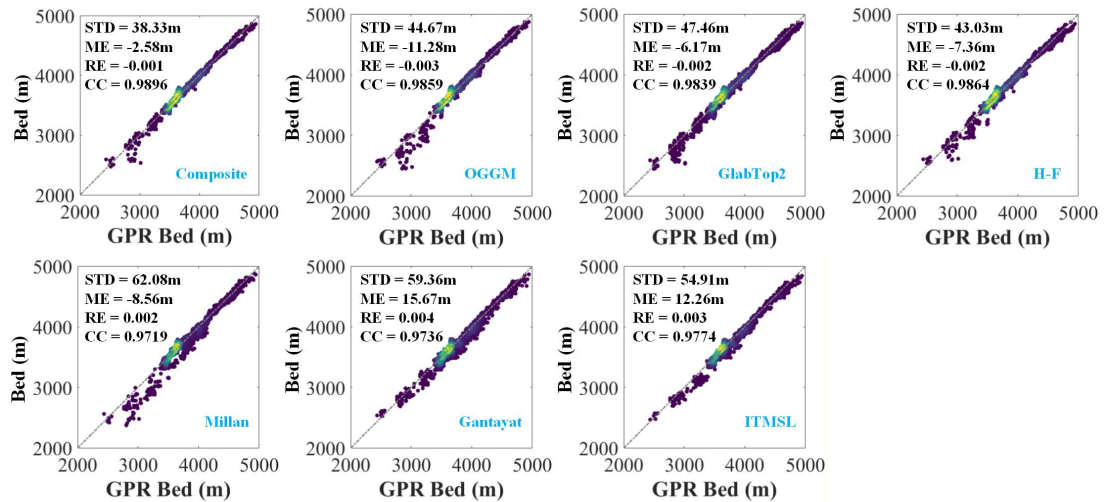 5000
4000
3000
2000
Bed (m)
STD = 38.33m
ME = -2.58m
RE = -0.001
CC = 0.9896
Composite
2000 3000 4000 5000
GPR Bed (m)
5000
4000
3000
2000
Bed (m)
STD = 44.67m
ME = -11.28m
RE = -0.003
CC = 0.9859
OGGM
2000 3000 4000 5000
GPR Bed (m)
5000
4000
3000
2000
Bed (m)
STD = 47.46m
ME = -6.17m
RE = -0.002
CC = 0.9839
GlabTop2
2000 3000 4000 5000
GPR Bed (m)
5000
4000
3000
2000
Bed (m)
STD = 43.03m
ME = -7.36m
RE = -0.002
CC = 0.9864
H-F
2000 3000 4000 5000
GPR Bed (m)
5000
4000
3000
2000
Bed (m)
STD = 62.08m
ME = -8.56m
RE = 0.002
CC = 0.9719
Millan
2000 3000 4000 5000
GPR Bed (m)
5000
4000
3000
2000
Bed (m)
STD = 59.36m
ME = 15.67m
RE = 0.004
CC = 0.9736
Gantayat
2000 3000 4000 5000
GPR Bed (m)
5000
4000
3000
2000
Bed (m)
STD = 54.91m
ME = 12.26m
RE = 0.003
CC = 0.9774
ITMSL
2000 3000 4000 5000
GPR Bed (m)